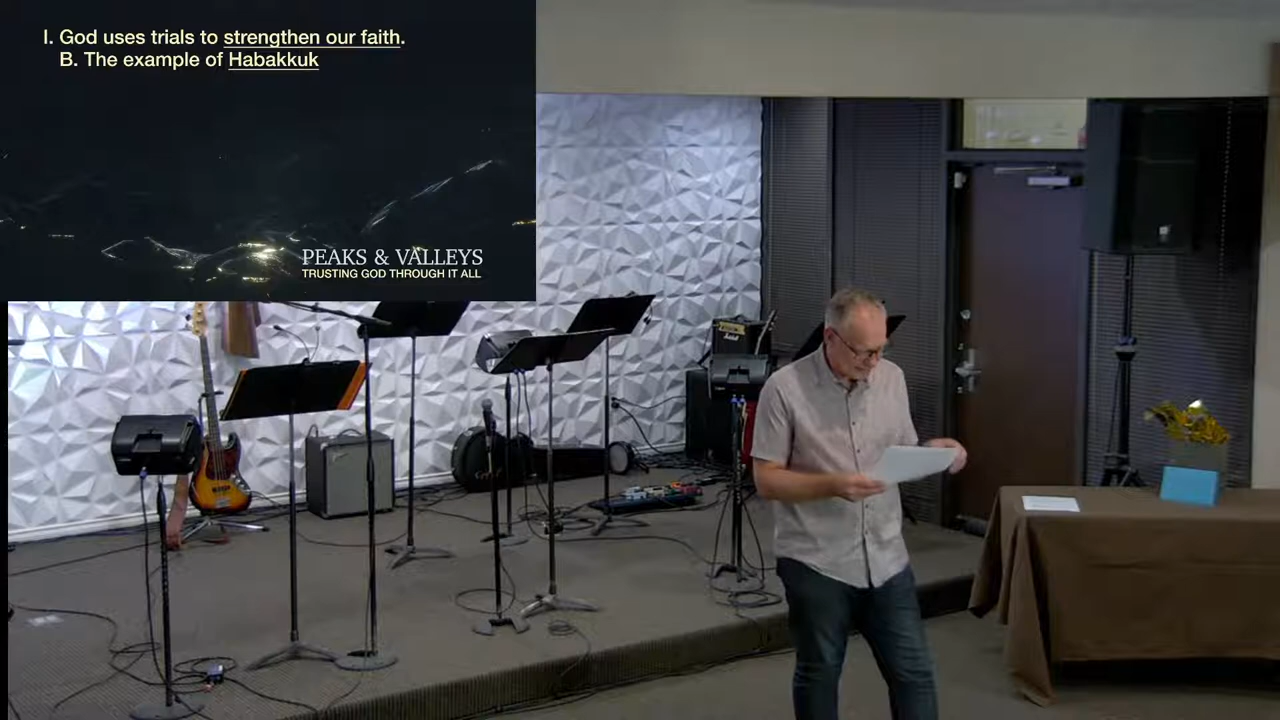 I. God uses trials to strengthen our faith.
B. The example of Habakkuk
PEAKS & VALLEYS
TRUSTING GOD THROUGH IT ALL